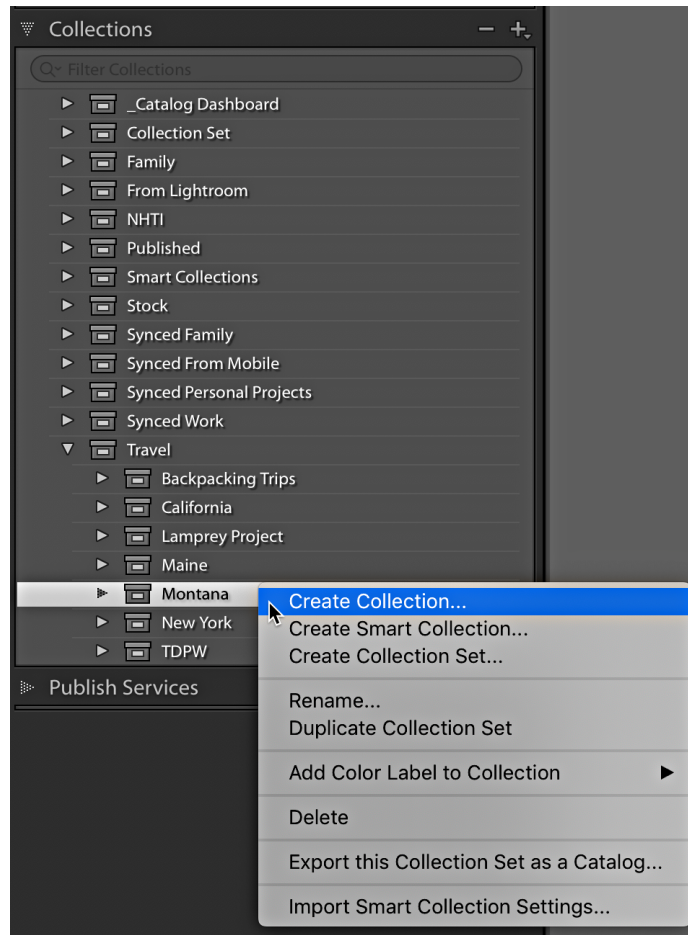 Collections
Filter Collections
_Catalog Dashboard
Collection Set
Family
From Lightroom
NHTI
Published
Smart Collections
Stock
Synced Family
Synced From Mobile
Synced Personal Projects
Synced Work
Travel
Backpacking Trips
California
Lamprey Project
Maine
Montana
New York
TDPW
Publish Services
Create Collection...
Create Smart Collection...
Create Collection Set...
Rename...
Duplicate Collection Set
Add Color Label to Collection
Delete
Export this Collection Set as a Catalog...
Import Smart Collection Settings...